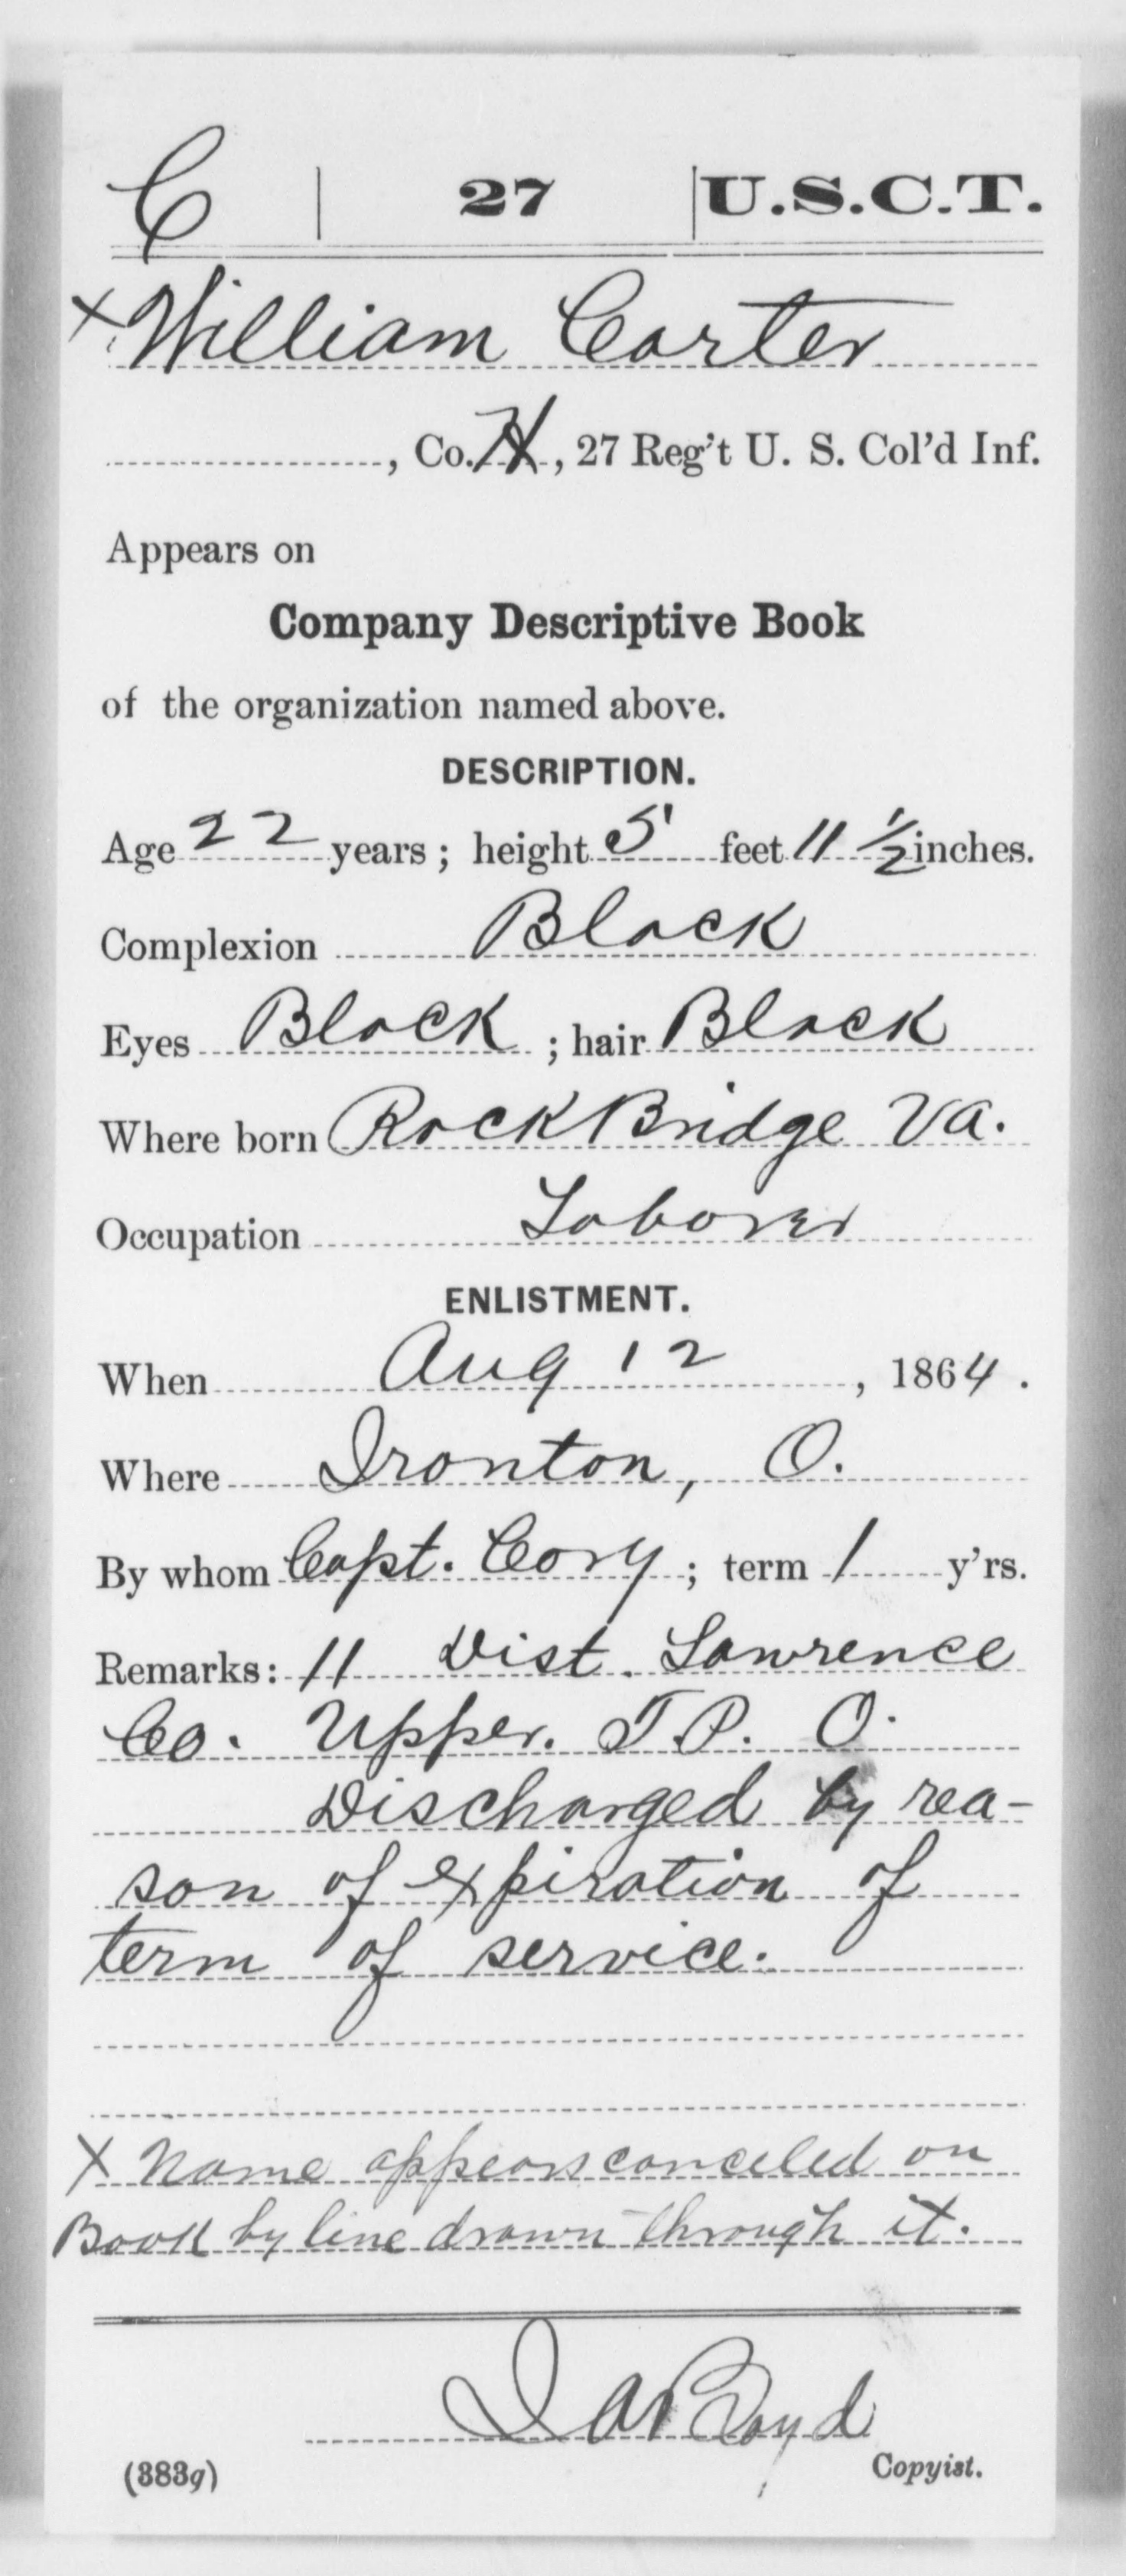 C | 27 | U.S.C.T.
x William Carter
, Co. H, 27 Reg't U. S. Col'd Inf.
Appears on
Company Descriptive Book
of the organization named above.
DESCRIPTION.
Age 22 years; height 5 feet 11 1/2 inches.
Complexion Black
Eyes Black; hair Black
Where born RockBridge Va.
Occupation Laborer
ENLISTMENT.
When Aug 12, 1864.
Where Ironton, O.
By whom Capt. Cory; term 1 y'rs.
Remarks: 11 Dist. Lawrence
Co. Upper. T.P. O.
Discharged by rea-
son of expiration of
term of service.
x Name appears canceled on
Book by line drawn through it.
Boyd
(383g) Copyist.